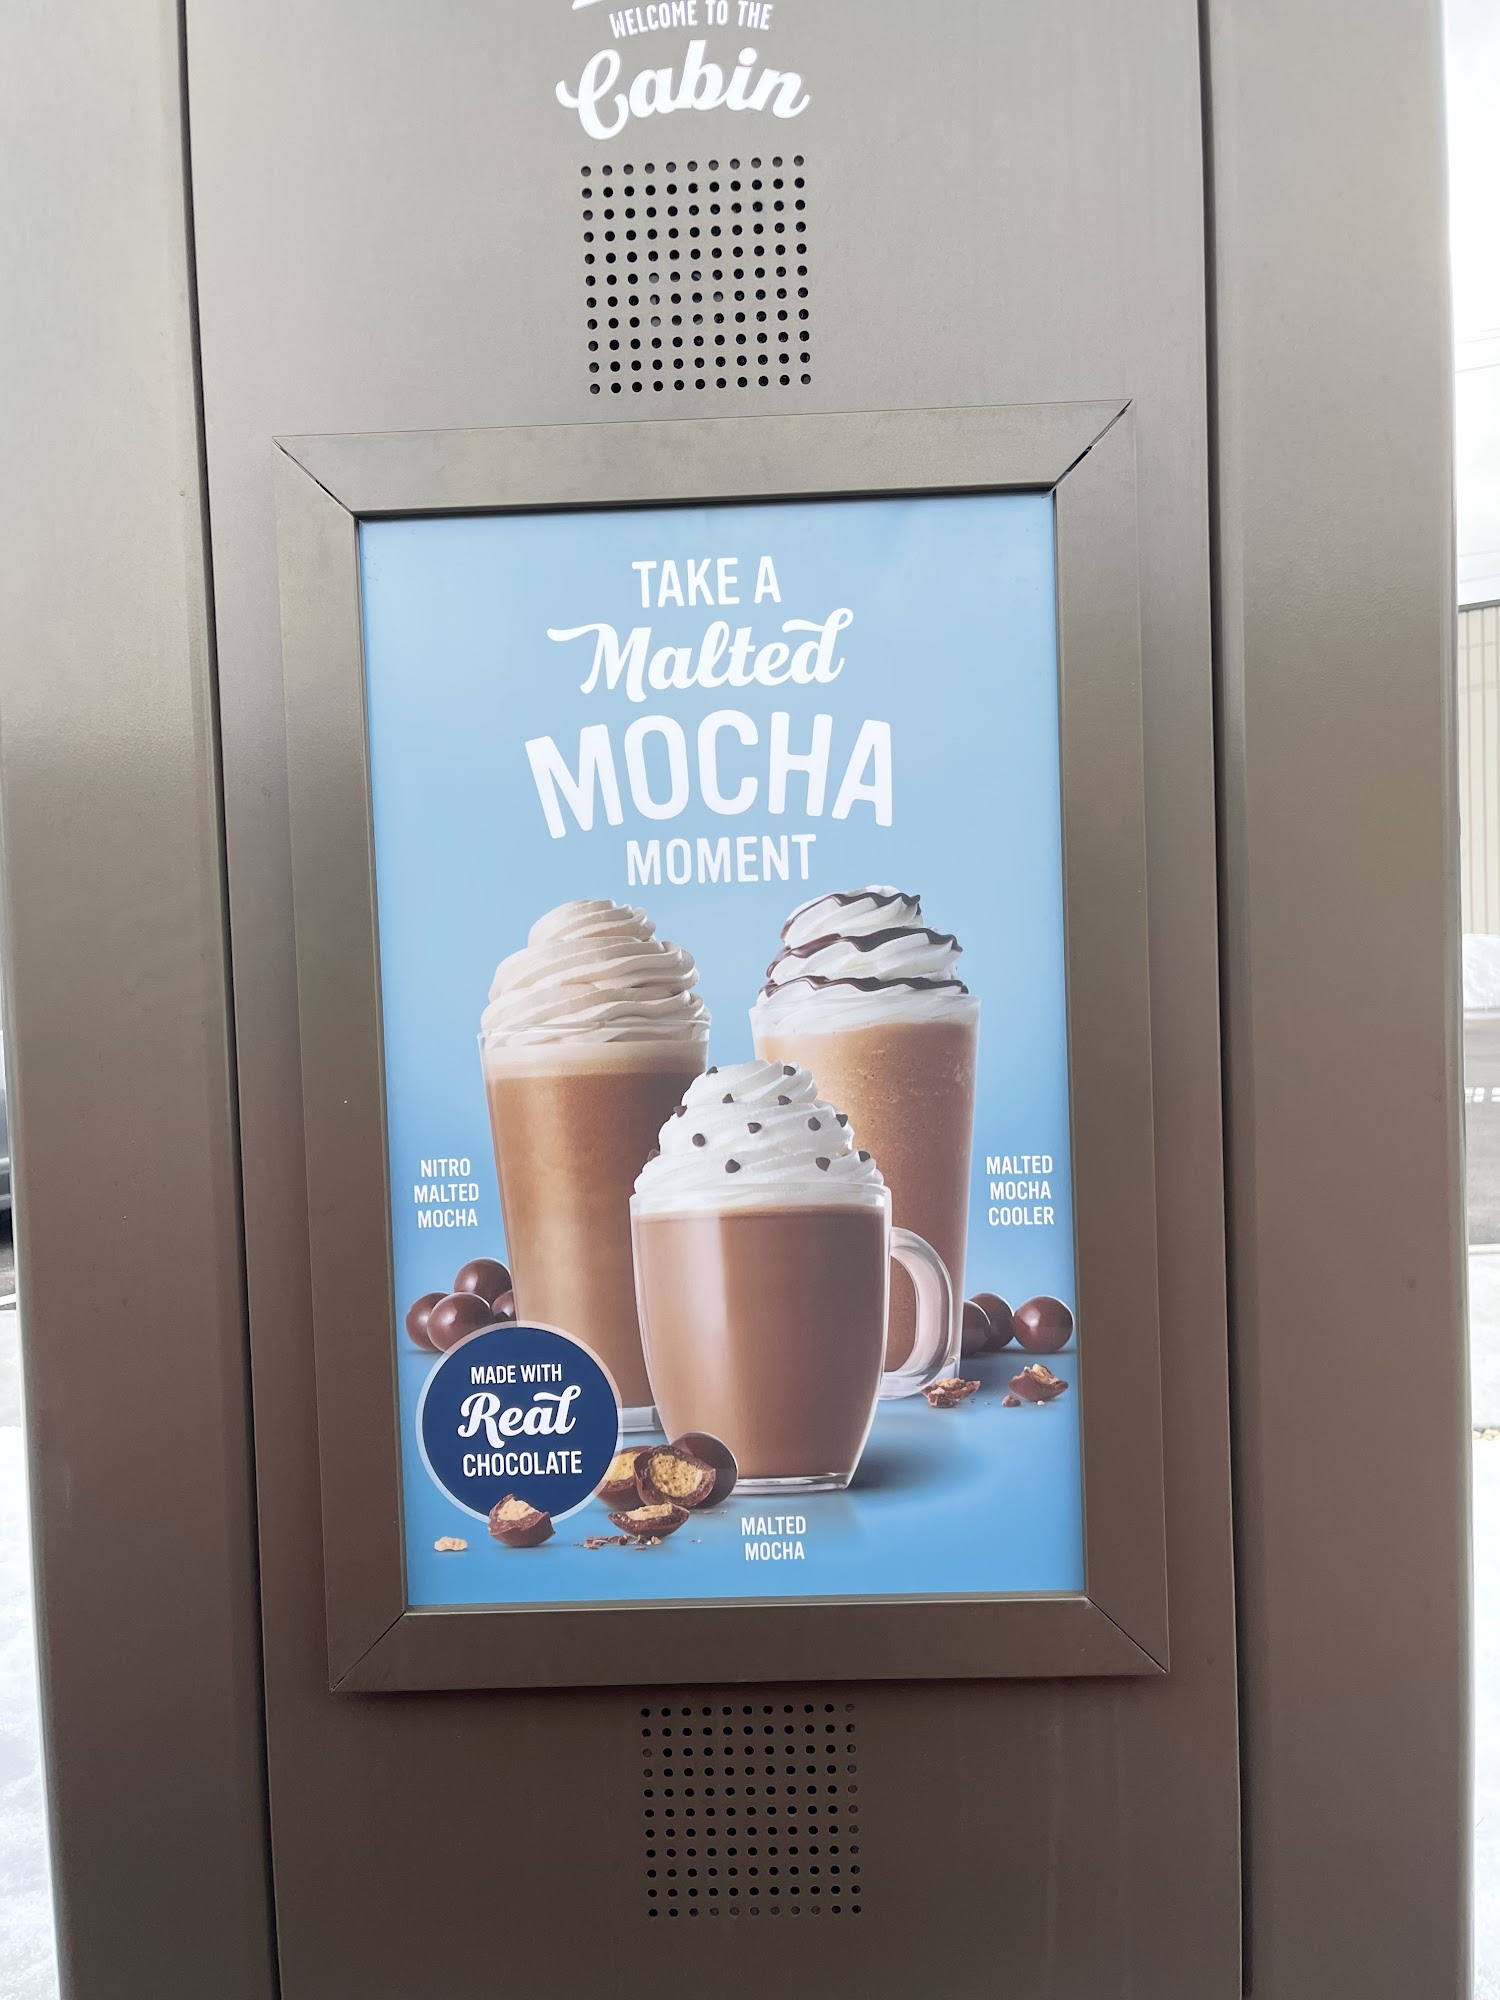 WELCOME TO THE
Cabin
TAKE A
Malted
MOCHA
MOMENT
NITRO
MALTED
MOCHA
MALTED
MOCHA
COOLER
MADE WITH
Real
CHOCOLATE
MALTED
MOCHA